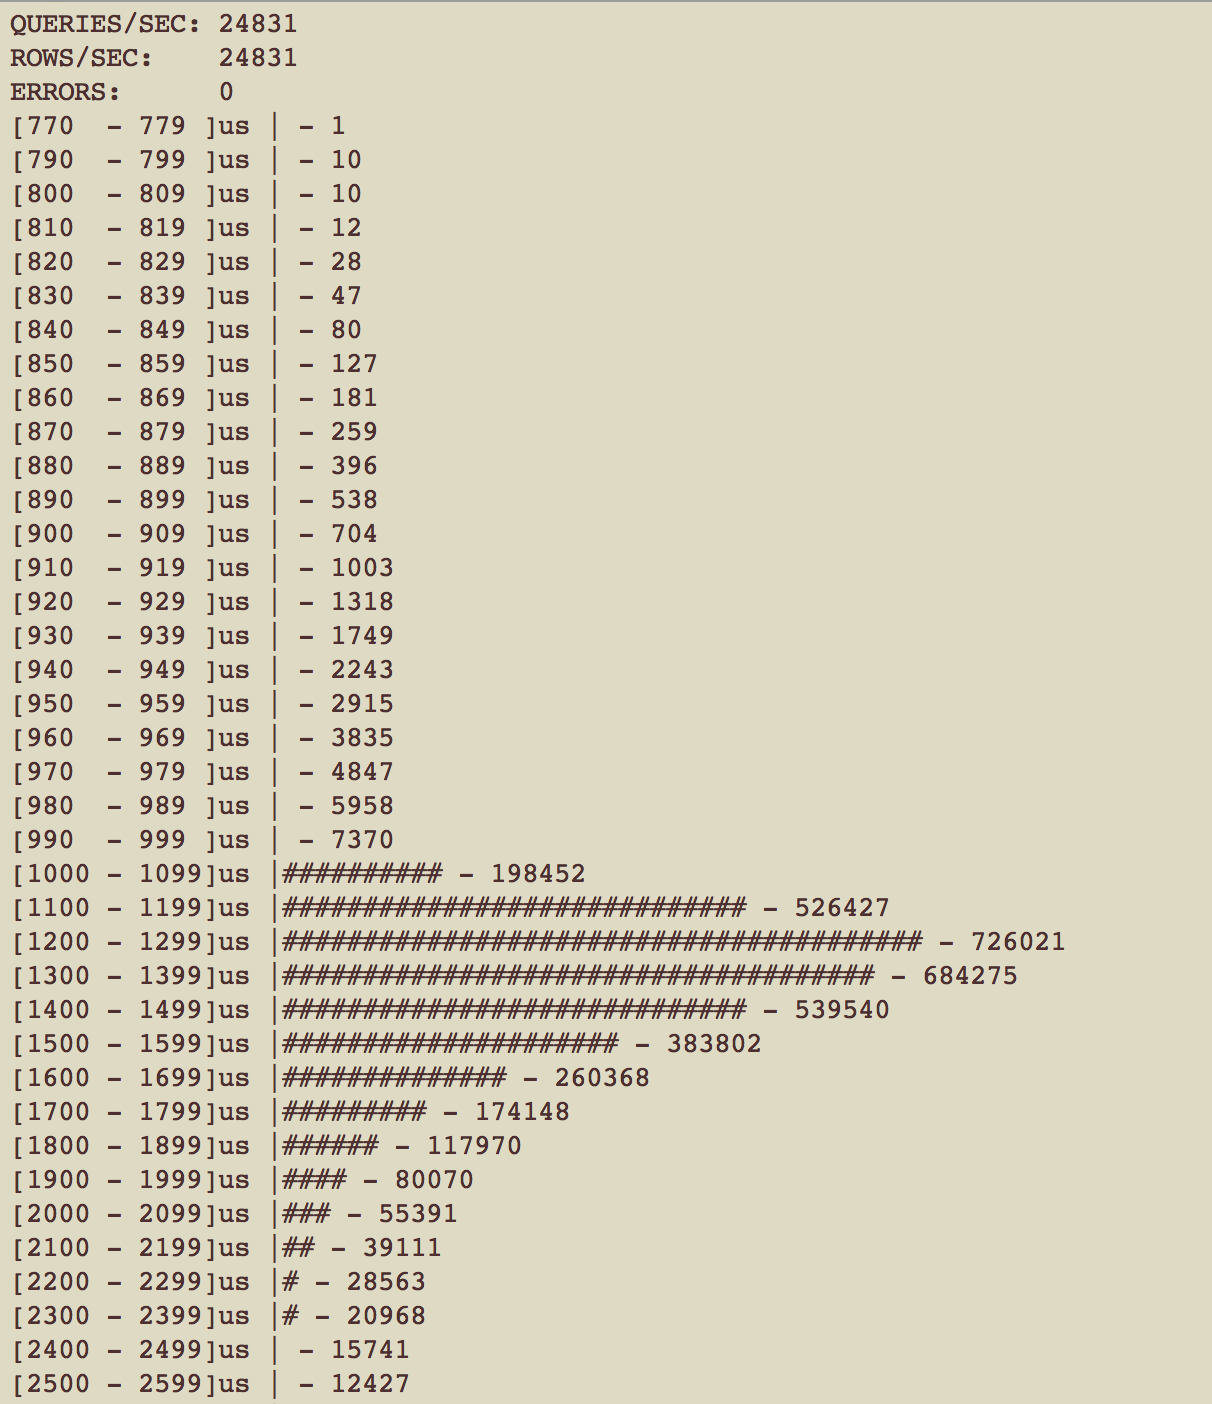 QUERIES/SEC: 24831
ROWS/SEC:    24831
ERRORS:      0
[770  - 779 ]us | - 1
[790  - 799 ]us | - 10
[800  - 809 ]us | - 10
[810  - 819 ]us | - 12
[820  - 829 ]us | - 28
[830  - 839 ]us | - 47
[840  - 849 ]us | - 80
[850  - 859 ]us | - 127
[860  - 869 ]us | - 181
[870  - 879 ]us | - 259
[880  - 889 ]us | - 396
[890  - 899 ]us | - 538
[900  - 909 ]us | - 704
[910  - 919 ]us | - 1003
[920  - 929 ]us | - 1318
[930  - 939 ]us | - 1749
[940  - 949 ]us | - 2243
[950  - 959 ]us | - 2915
[960  - 969 ]us | - 3835
[970  - 979 ]us | - 4847
[980  - 989 ]us | - 5958
[990  - 999 ]us | - 7370
[1000 - 1099]us |########## - 198452
[1100 - 1199]us |############################# - 526427
[1200 - 1299]us |######################################## - 726021
[1300 - 1399]us |##################################### - 684275
[1400 - 1499]us |############################# - 539540
[1500 - 1599]us |##################### - 383802
[1600 - 1699]us |############## - 260368
[1700 - 1799]us |######### - 174148
[1800 - 1899]us |###### - 117970
[1900 - 1999]us |#### - 80070
[2000 - 2099]us |### - 55391
[2100 - 2199]us |## - 39111
[2200 - 2299]us |# - 28563
[2300 - 2399]us |# - 20968
[2400 - 2499]us | - 15741
[2500 - 2599]us | - 12427